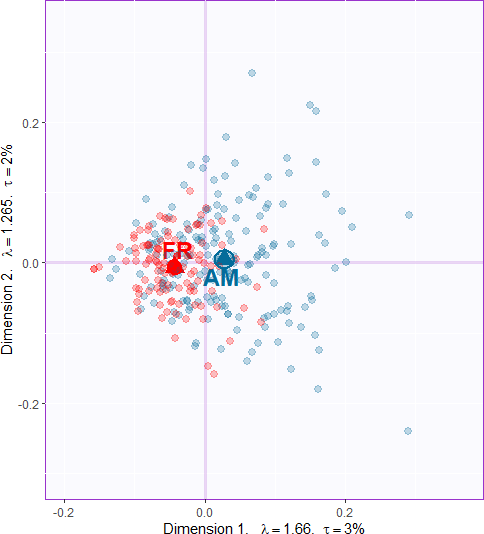 0.2
0.0
-0.2
Dimension 2. λ = 1.265. τ = 2%
FR
AM
-0.2 0.0 0.2
Dimension 1. λ = 1.66. τ = 3%